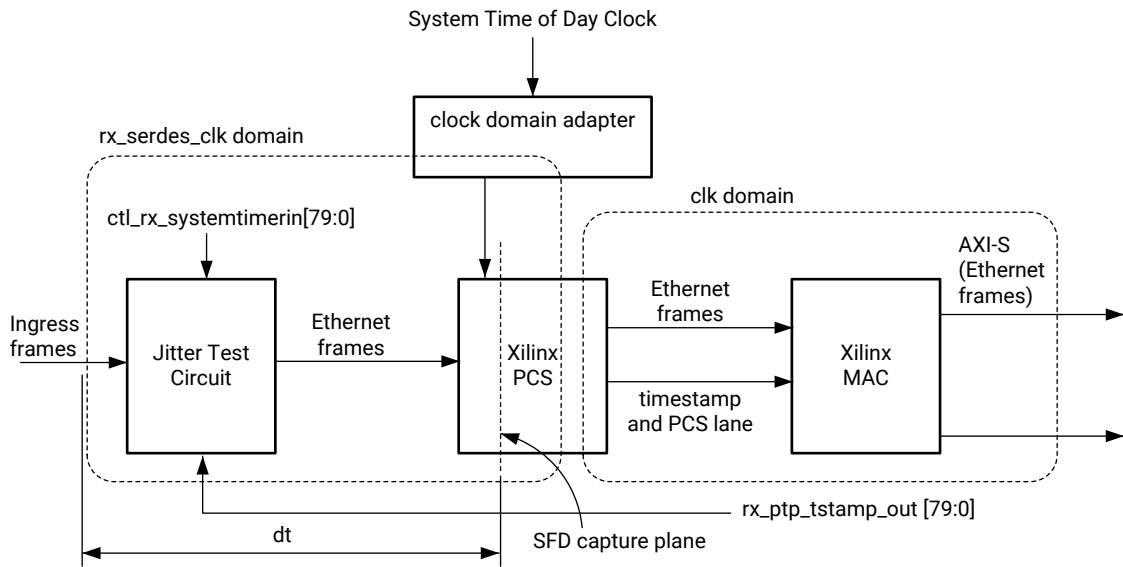 System Time of Day Clock
clock domain adapter
rx_serdes_clk domain
clk domain
ctl_rx_systemtimerin[79:0]
AXI-S
(Ethernet
frames)
Ingress
frames
Jitter Test
Circuit
Ethernet
frames
Xilinx
PCS
Ethernet
frames
timestamp
and PCS lane
Xilinx
MAC
rx_ptp_tstamp_out [79:0]
dt
SFD capture plane